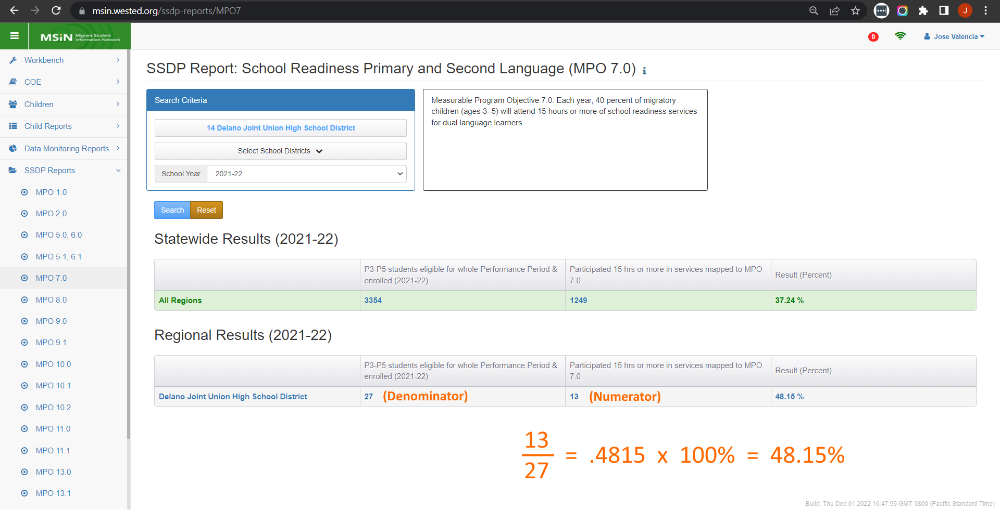 msin.wested.org/ssdp-reports/MPO7
J
MSIN Migrant Student
Information Network
0
Jose Valencia
Workbench
COE
Children
Child Reports
Data Monitoring Reports
SSDP Reports
MPO 1.0
MPO 2.0
MPO 5.0, 6.0
MPO 5.1, 6.1
MPO 7.0
MPO 8.0
MPO 9.0
MPO 9.1
MPO 10.0
MPO 10.1
MPO 10.2
MPO 11.0
MPO 11.1
MPO 13.0
MPO 13.1
SSDP Report: School Readiness Primary and Second Language (MPO 7.0)
Search Criteria
14 Delano Joint Union High School District
Select School Districts
School Year 2021-22
Measurable Program Objective 7.0: Each year, 40 percent of migratory
children (ages 3–5) will attend 15 hours or more of school readiness services
for dual language learners.
Search Reset
Statewide Results (2021-22)
P3-P5 students eligible for whole Performance Period &
enrolled (2021-22)
Participated 15 hrs or more in services mapped to MPO
7.0
Result (Percent)
All Regions 3354 1249 37.24 %
Regional Results (2021-22)
P3-P5 students eligible for whole Performance Period &
enrolled (2021-22)
Participated 15 hrs or more in services mapped to MPO
7.0
Result (Percent)
Delano Joint Union High School District 27 (Denominator) 13 (Numerator) 48.15 %
13
27
= .4815 x 100% = 48.15%
Build: Thu Dec 01 2022 16:47:56 GMT-0800 (Pacific Standard Time)